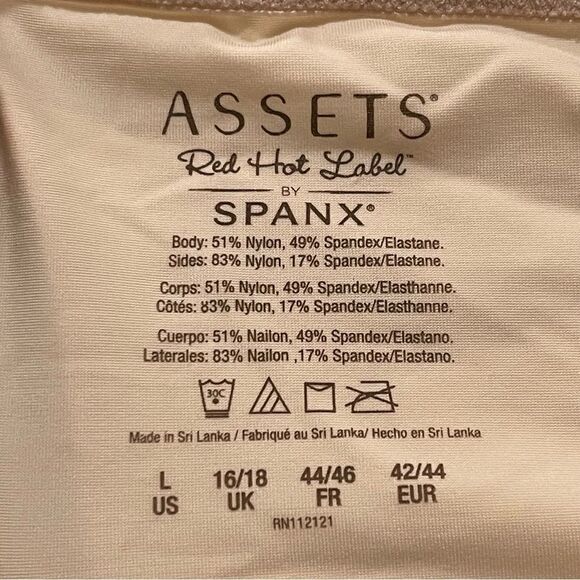 ASSETS®
Red Hot Label™
BY
SPANX®
Body: 51% Nylon, 49% Spandex/Elastane.
Sides: 83% Nylon, 17% Spandex/Elastane.
Corps: 51% Nylon, 49% Spandex/Elasthanne.
Côtés: 83% Nylon, 17% Spandex/Elasthanne.
Cuerpo: 51% Nailon, 49% Spandex/Elastano.
Laterales: 83% Nailon ,17% Spandex/Elastano.
30C
Made in Sri Lanka / Fabriqué au Sri Lanka/ Hecho en Sri Lanka
L 16/18 44/46 42/44
US UK FR EUR
RN112121